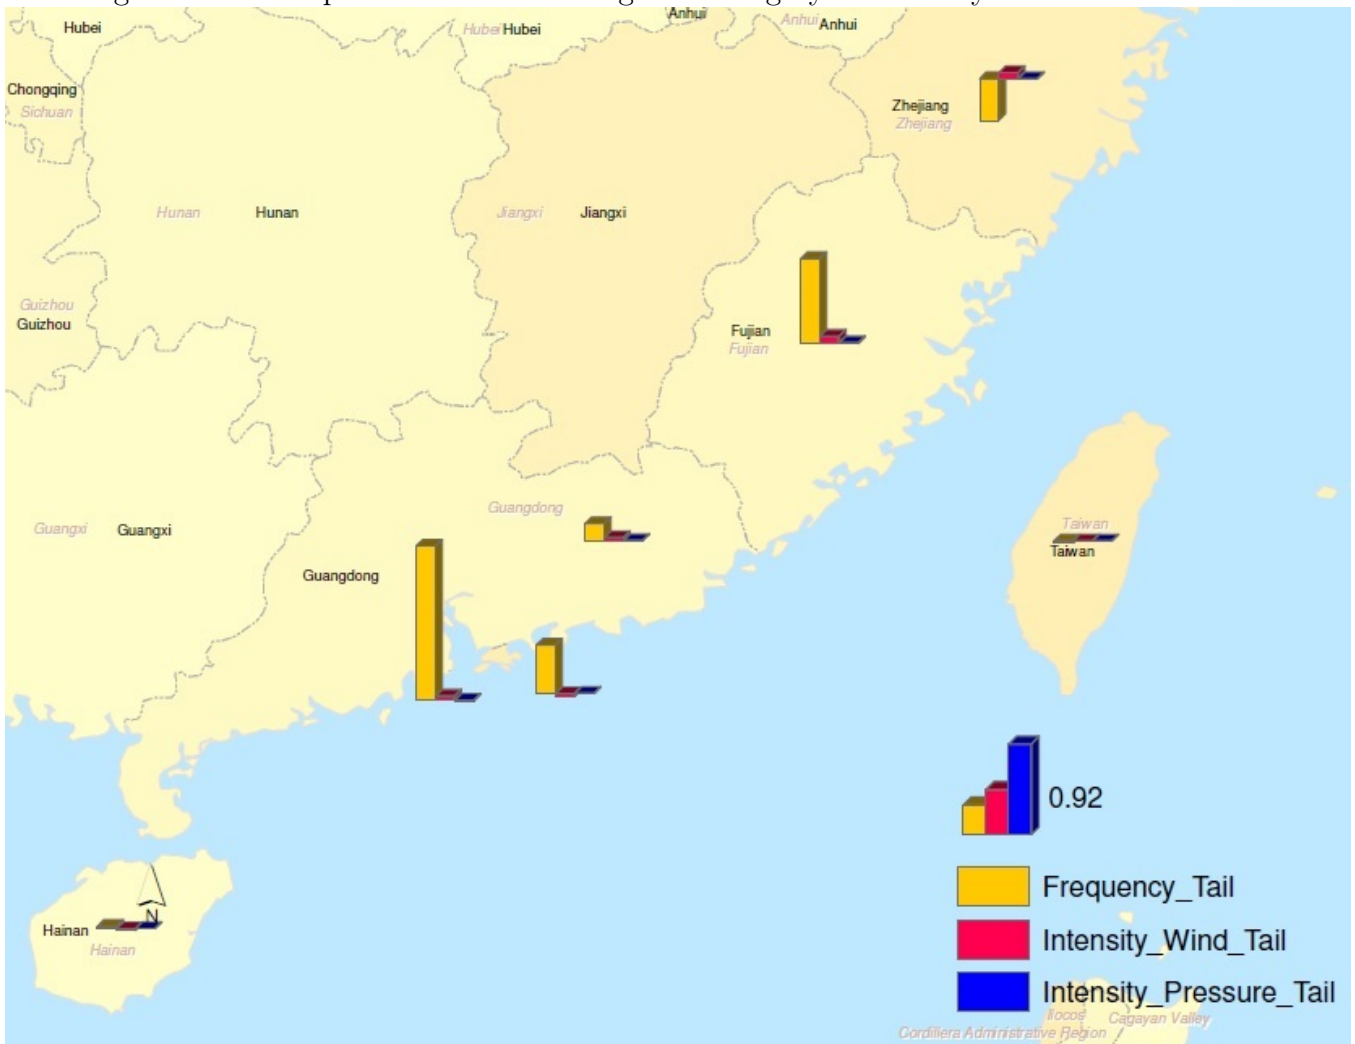 Anhui
Hubei
Hubei Hubei
Anhui Anhui
Chongqing
Sichuan
Zhejiang
Zhejiang
Hunan Hunan
Jiangxi Jiangxi
Guizhou
Guizhou
Fujian
Fujian
Guangdong
Guangxi Guangxi
Taiwan
Taiwan
Guangdong
0.92
Frequency_Tail
N
Hainan
Hainan
Intensity_Wind_Tail
Intensity_Pressure_Tail
Ilocos
Cagayan Valley
Cordillera Administrative Region